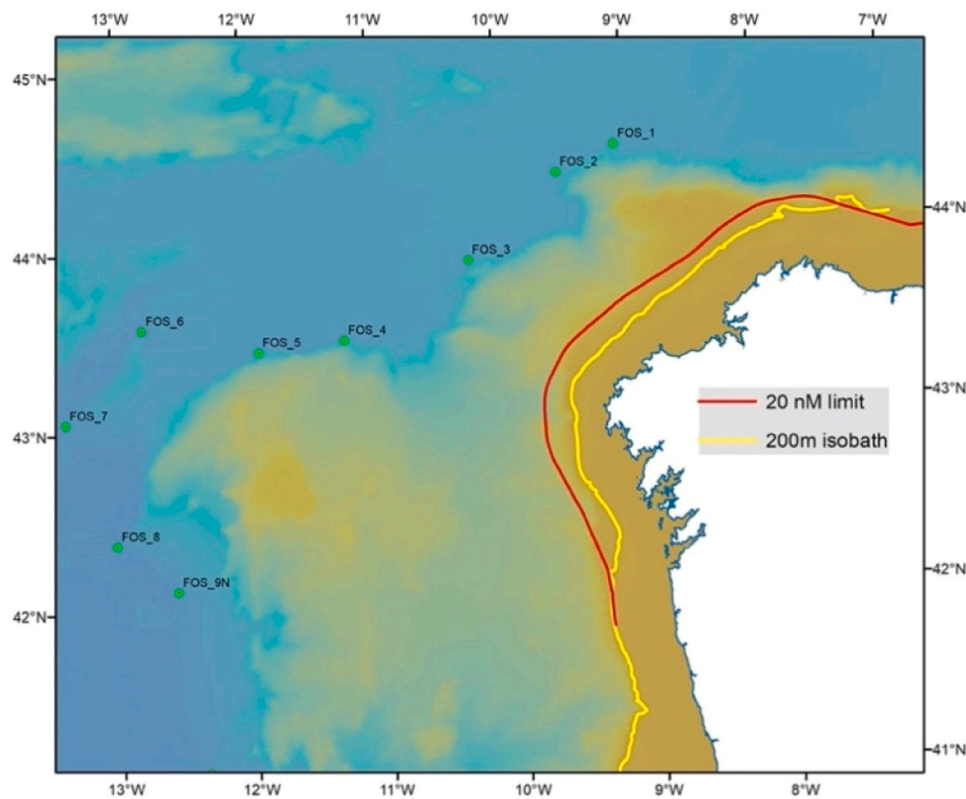 13°W 12°W 11°W 10°W 9°W 8°W 7°W
45°N
FOS_1
FOS_2
44°N
FOS_3
44°N
FOS_6
FOS_4
FOS_5
43°N
20 nM limit
FOS_7
43°N
200m isobath
FOS_8
42°N
FOS_9N
42°N
41°N
13°W 12°W 11°W 10°W 9°W 8°W